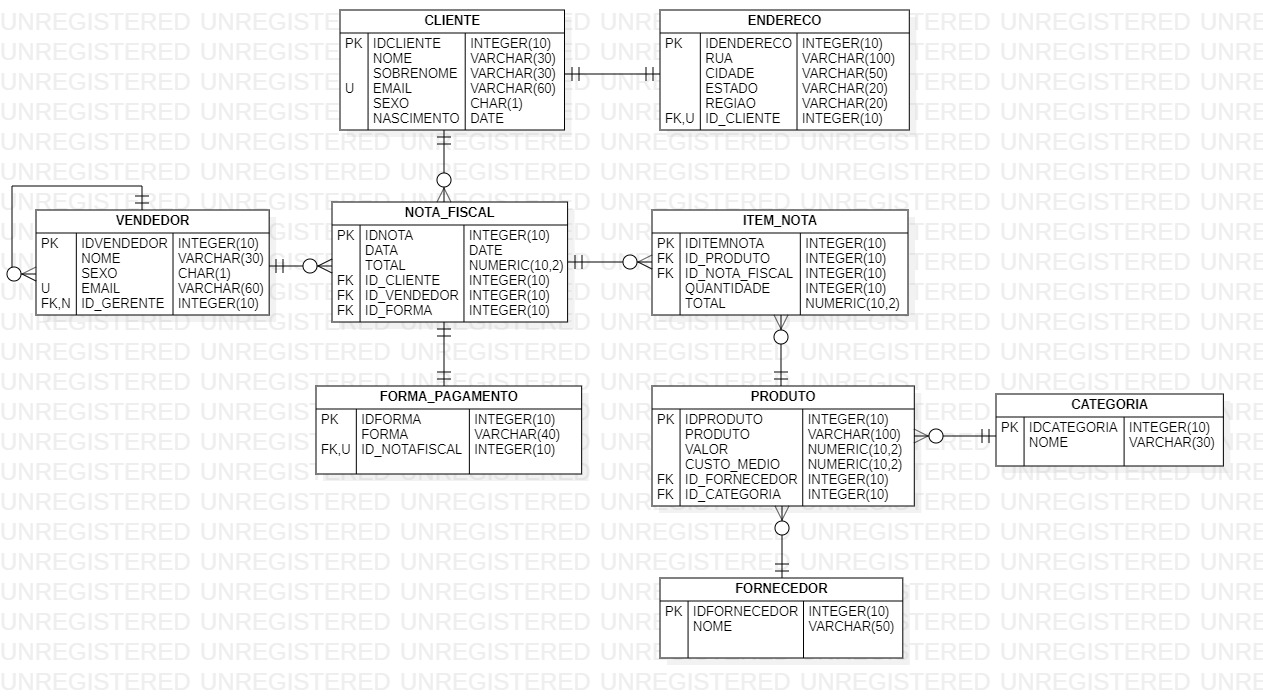 CLIENTE
PK IDCLIENTE INTEGER(10)
NOME VARCHAR(30)
SOBRENOME VARCHAR(30)
U EMAIL VARCHAR(60)
SEXO CHAR(1)
NASCIMENTO DATE
ENDERECO
PK IDENDERECO INTEGER(10)
RUA VARCHAR(100)
CIDADE VARCHAR(50)
ESTADO VARCHAR(20)
REGIAO VARCHAR(20)
FK,U ID_CLIENTE INTEGER(10)
VENDEDOR
PK IDVENDEDOR INTEGER(10)
NOME VARCHAR(30)
SEXO CHAR(1)
U EMAIL VARCHAR(60)
FK,N ID_GERENTE INTEGER(10)
NOTA_FISCAL
PK IDNOTA INTEGER(10)
DATA DATE
TOTAL NUMERIC(10,2)
FK ID_CLIENTE INTEGER(10)
FK ID_VENDEDOR INTEGER(10)
FK ID_FORMA INTEGER(10)
ITEM_NOTA
PK IDITEMNOTA INTEGER(10)
FK ID_PRODUTO INTEGER(10)
FK ID_NOTA_FISCAL INTEGER(10)
QUANTIDADE INTEGER(10)
TOTAL NUMERIC(10,2)
FORMA_PAGAMENTO
PK IDFORMA INTEGER(10)
FORMA VARCHAR(40)
FK,U ID_NOTAFISCAL INTEGER(10)
PRODUTO
PK IDPRODUTO INTEGER(10)
PRODUTO VARCHAR(100)
VALOR NUMERIC(10,2)
CUSTO_MEDIO NUMERIC(10,2)
FK ID_FORNECEDOR INTEGER(10)
FK ID_CATEGORIA INTEGER(10)
CATEGORIA
PK IDCATEGORIA INTEGER(10)
NOME VARCHAR(30)
FORNECEDOR
PK IDFORNECEDOR INTEGER(10)
NOME VARCHAR(50)
UNREGISTERED